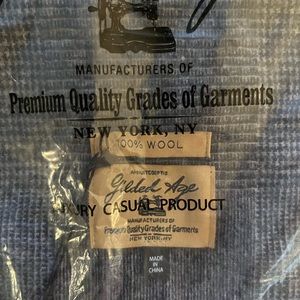 MANUFACTURERS OF
Premium Quality Grades of Garments
NEW YORK, NY
100% WOOL
Gilded Age
CASUAL PRODUCT
MANUFACTURERS OF
Premium Quality Grades of Garments
NEW YORK, NY
MADE IN
CHINA